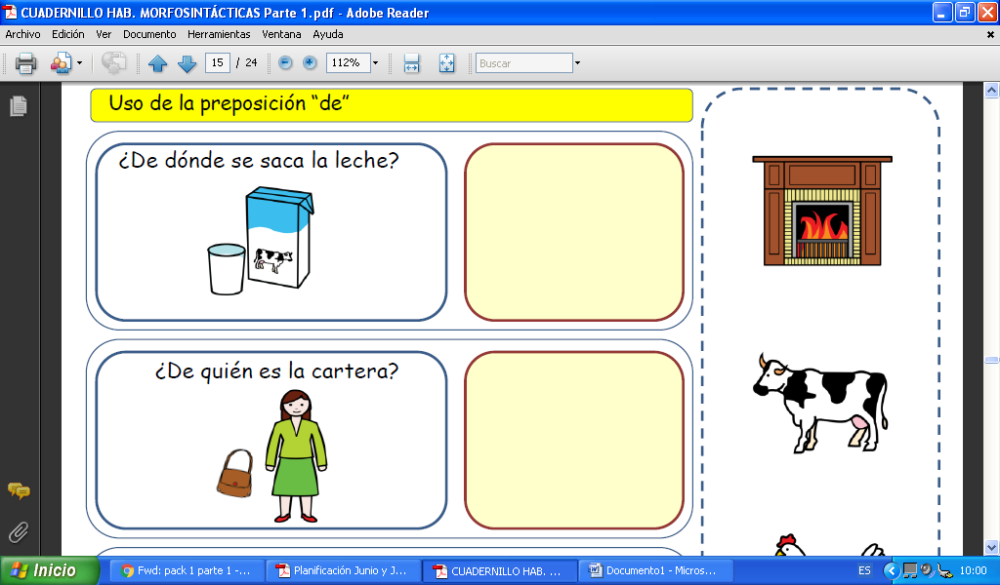 CUADERNILLO HAB. MORFOSINTÁCTICAS Parte 1.pdf - Adobe Reader
Archivo Edición Ver Documento Herramientas Ventana Ayuda
15 / 24 112% Buscar
Uso de la preposición “de”
¿De dónde se saca la leche?
¿De quién es la cartera?
Inicio Fwd: pack 1 parte 1 -... Planificación Junio y J... CUADERNILLO HAB. ... Documento1 - Micros... ES 10:00